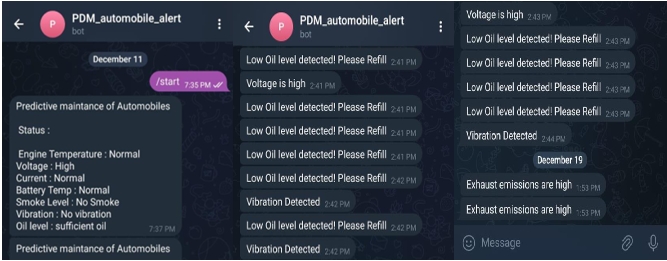 PDM_automobile_alert
bot
December 11
/start 7:35 PM
Predictive maintance of Automobiles
Status :
Engine Temperature : Normal
Voltage : High
Current : Normal
Battery Temp : Normal
Smoke Level : No Smoke
Vibration : No vibration
Oil level : sufficient oil
7:37 PM
Predictive maintance of Automobiles
P
PDM_automobile_alert
bot
Low Oil level detected! Please Refill 2:41 PM
Voltage is high 2:41 PM
Low Oil level detected! Please Refill 2:41 PM
Low Oil level detected! Please Refill 2:41 PM
Low Oil level detected! Please Refill 2:41 PM
Low Oil level detected! Please Refill 2:42 PM
Vibration Detected 2:42 PM
Low Oil level detected! Please Refill 2:42 PM
Vibration Detected 2:42 PM
Voltage is high 2:43 PM
Low Oil level detected! Please Refill 2:43 PM
Low Oil level detected! Please Refill 2:43 PM
Low Oil level detected! Please Refill 2:43 PM
Low Oil level detected! Please Refill 2:43 PM
Vibration Detected 2:44 PM
December 19
Exhaust emissions are high 1:53 PM
Exhaust emissions are high 1:53 PM
Message